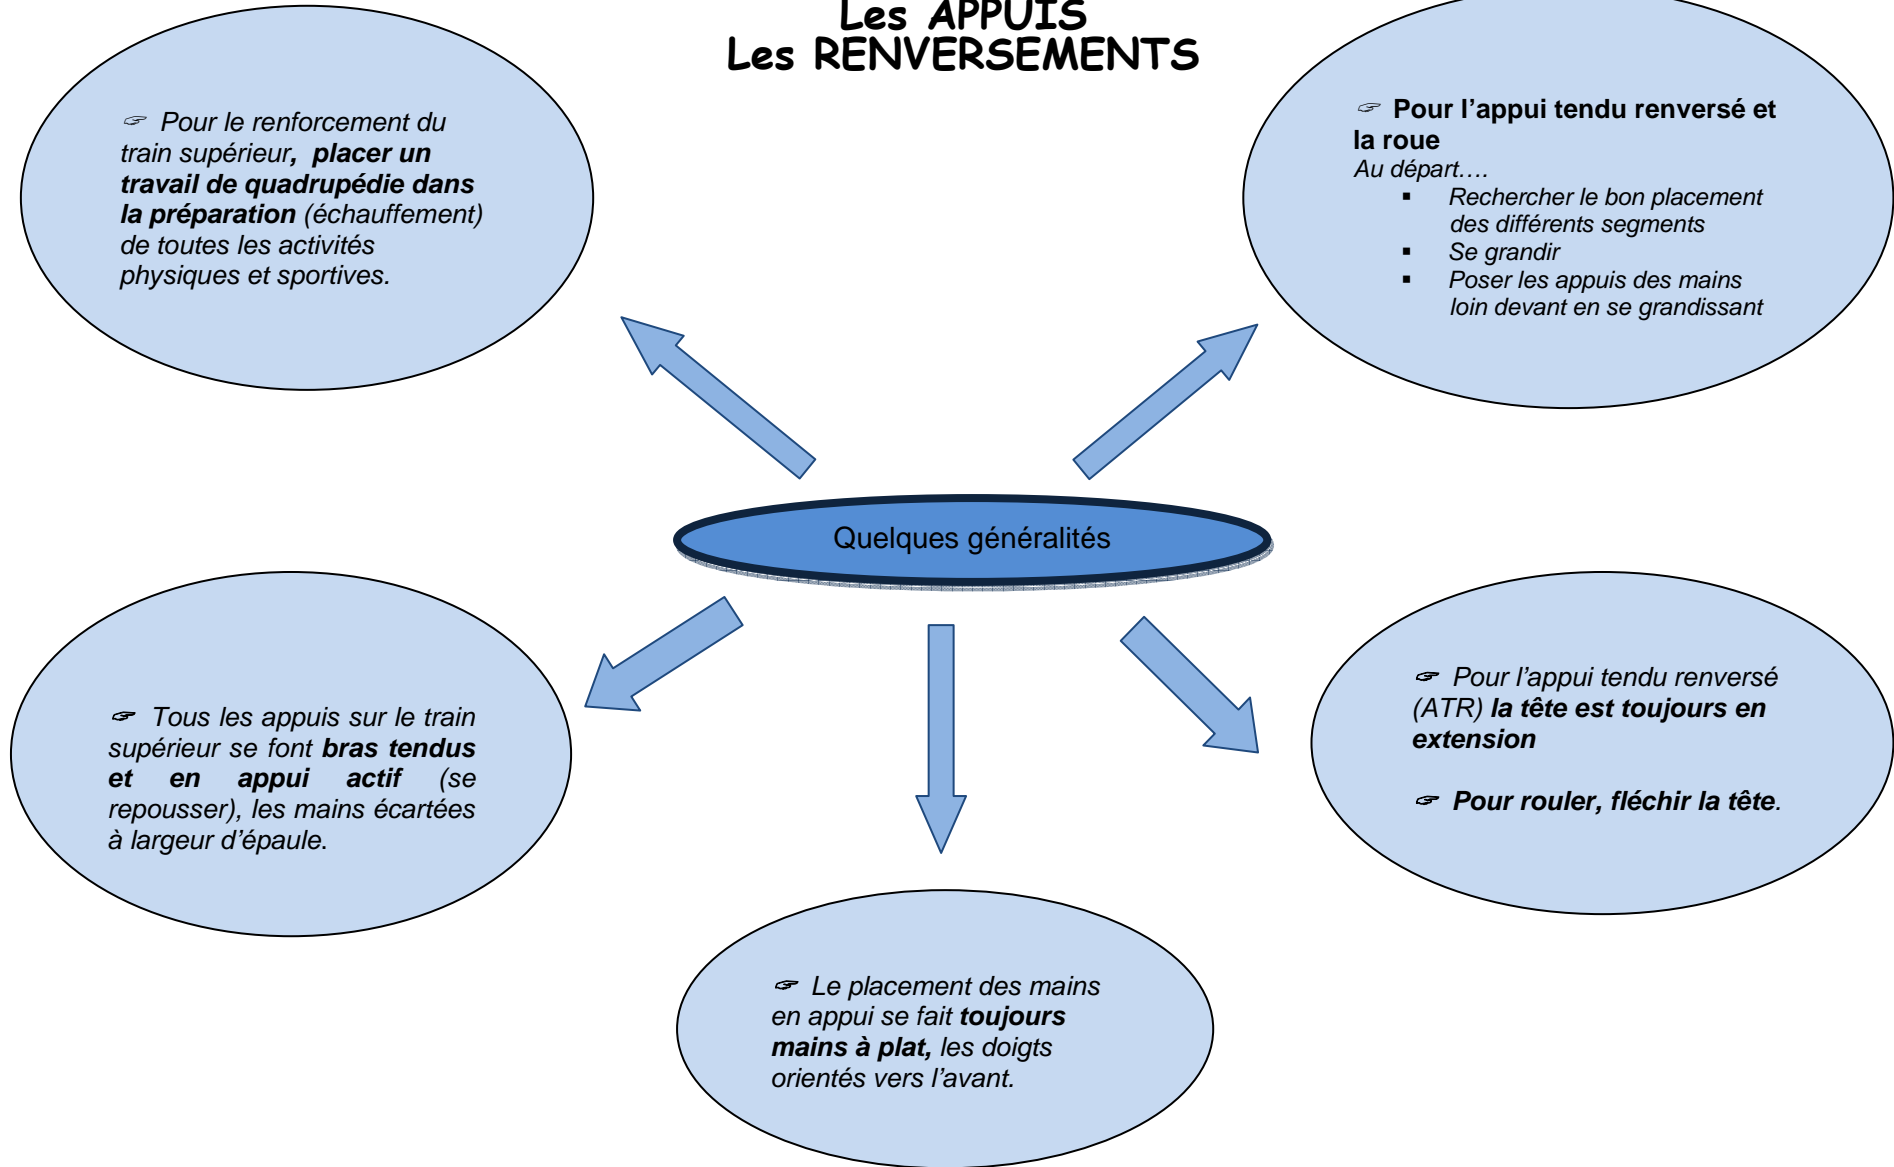 Les APPUIS
Les RENVERSEMENTS
☞ Pour le renforcement du
train supérieur, placer un
travail de quadrupédie dans
la préparation (échauffement)
de toutes les activités
physiques et sportives.
☞ Pour l'appui tendu renversé et
la roue
Au départ….
▪ Rechercher le bon placement
des différents segments
▪ Se grandir
▪ Poser les appuis des mains
loin devant en se grandissant
Quelques généralités
☞ Tous les appuis sur le train
supérieur se font bras tendus
et en appui actif (se
repousser), les mains écartées
à largeur d'épaule.
☞ Pour l'appui tendu renversé
(ATR) la tête est toujours en
extension
☞ Pour rouler, fléchir la tête.
☞ Le placement des mains
en appui se fait toujours
mains à plat, les doigts
orientés vers l'avant.